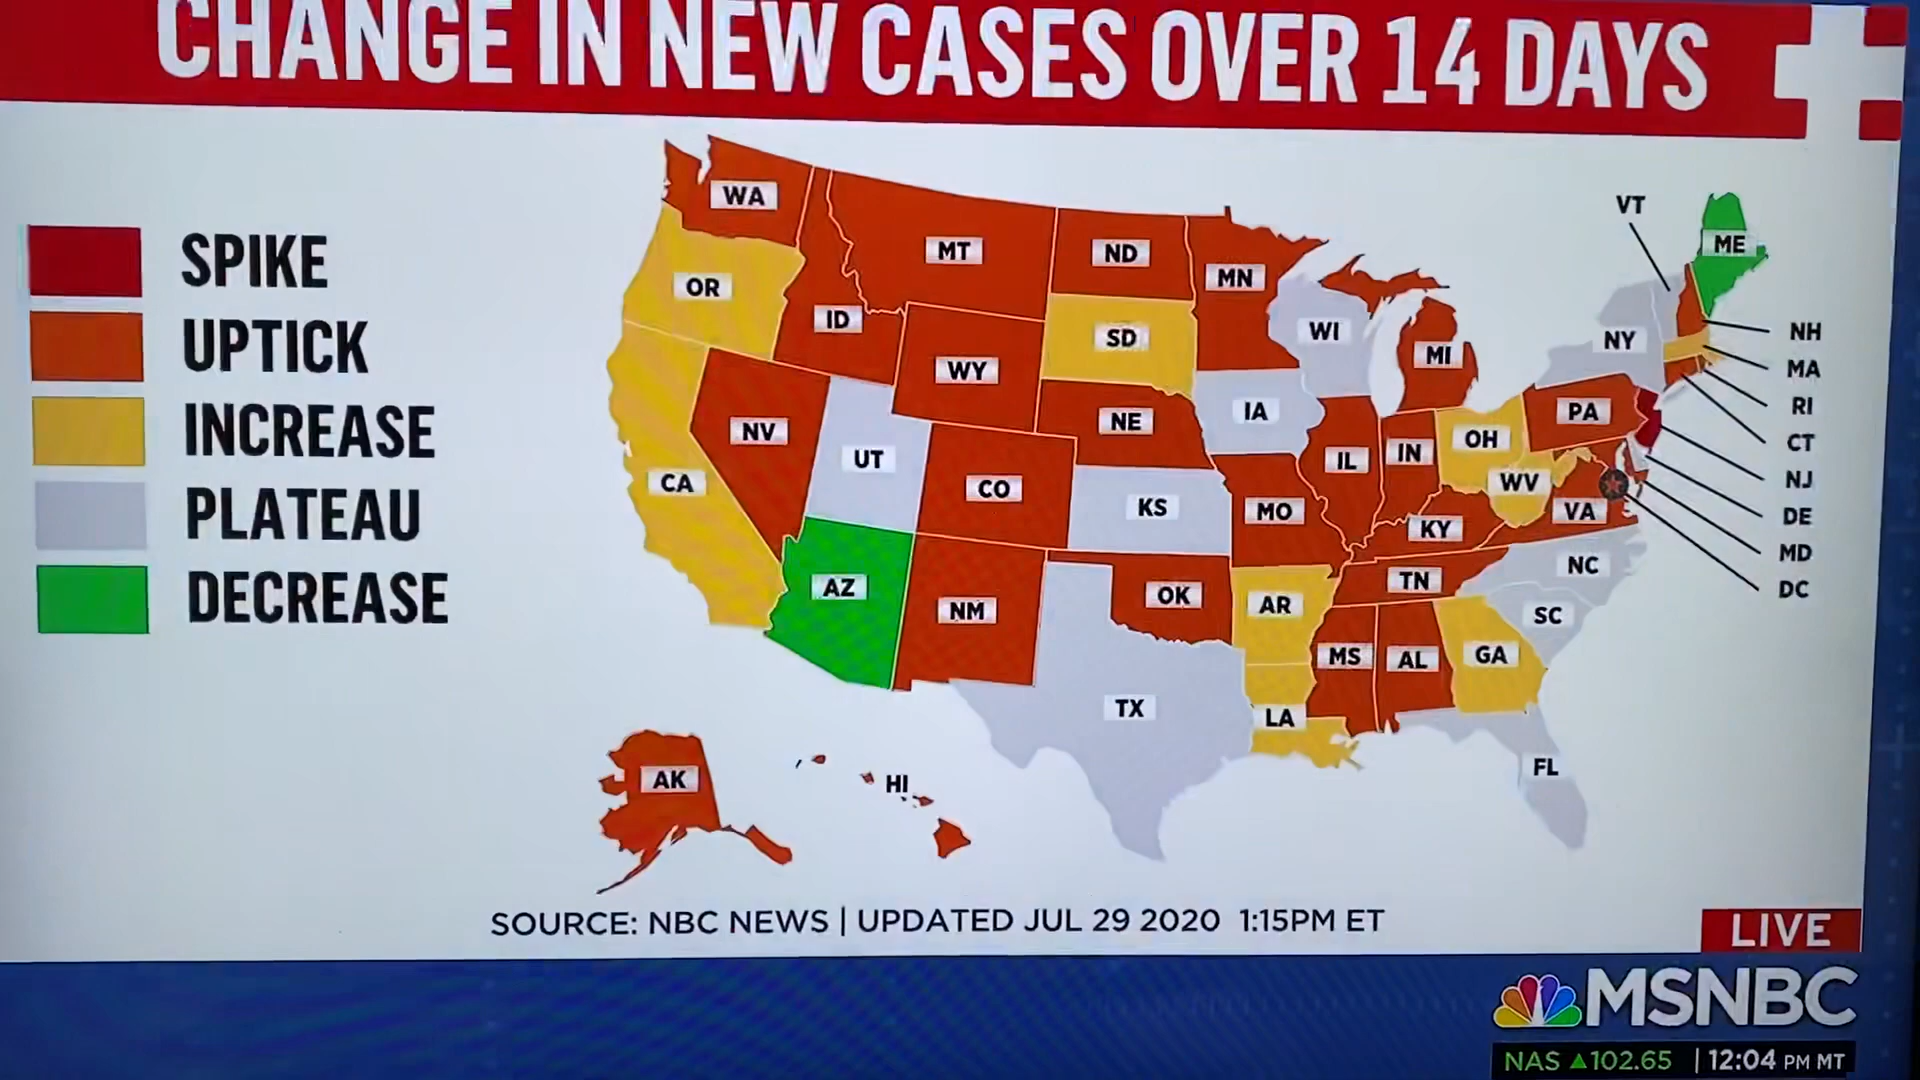 CHANGE IN NEW CASES OVER 14 DAYS
SPIKE
UPTICK
INCREASE
PLATEAU
DECREASE
WA
MT
ND
MN
VT
ME
OR
ID
SD
WI
NY
NH
WY
MI
MA
NV
NE
IA
PA
RI
UT
IL
IN
OH
CT
CA
CO
KS
MO
KY
WV
VA
NJ
DE
AZ
NM
OK
AR
TN
NC
MD
DC
SC
MS
AL
GA
TX
LA
FL
AK
HI
SOURCE: NBC NEWS | UPDATED JUL 29 2020 1:15PM ET
LIVE
MSNBC
NAS ▲102.65 | 12:04 PM MT